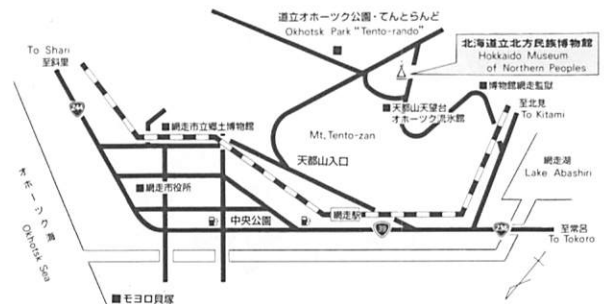 道立オホーツク公園・てんとらんど
Okhotsk Park "Tento-rando"
北海道立北方民族博物館
Hokkaido Museum
of Northern Peoples
To Shari
至斜里
244
博物館網走監獄
天都山天望台
オホーツク流氷館
至北見
To Kitami
網走市立郷土博物館
Mt. Tento-zan
天都山入口
網走湖
Lake Abashiri
網走市役所
オホーツク海
Okhotsk Sea
中央公園
網走駅
39
238
至常呂
To Tokoro
モヨロ貝塚